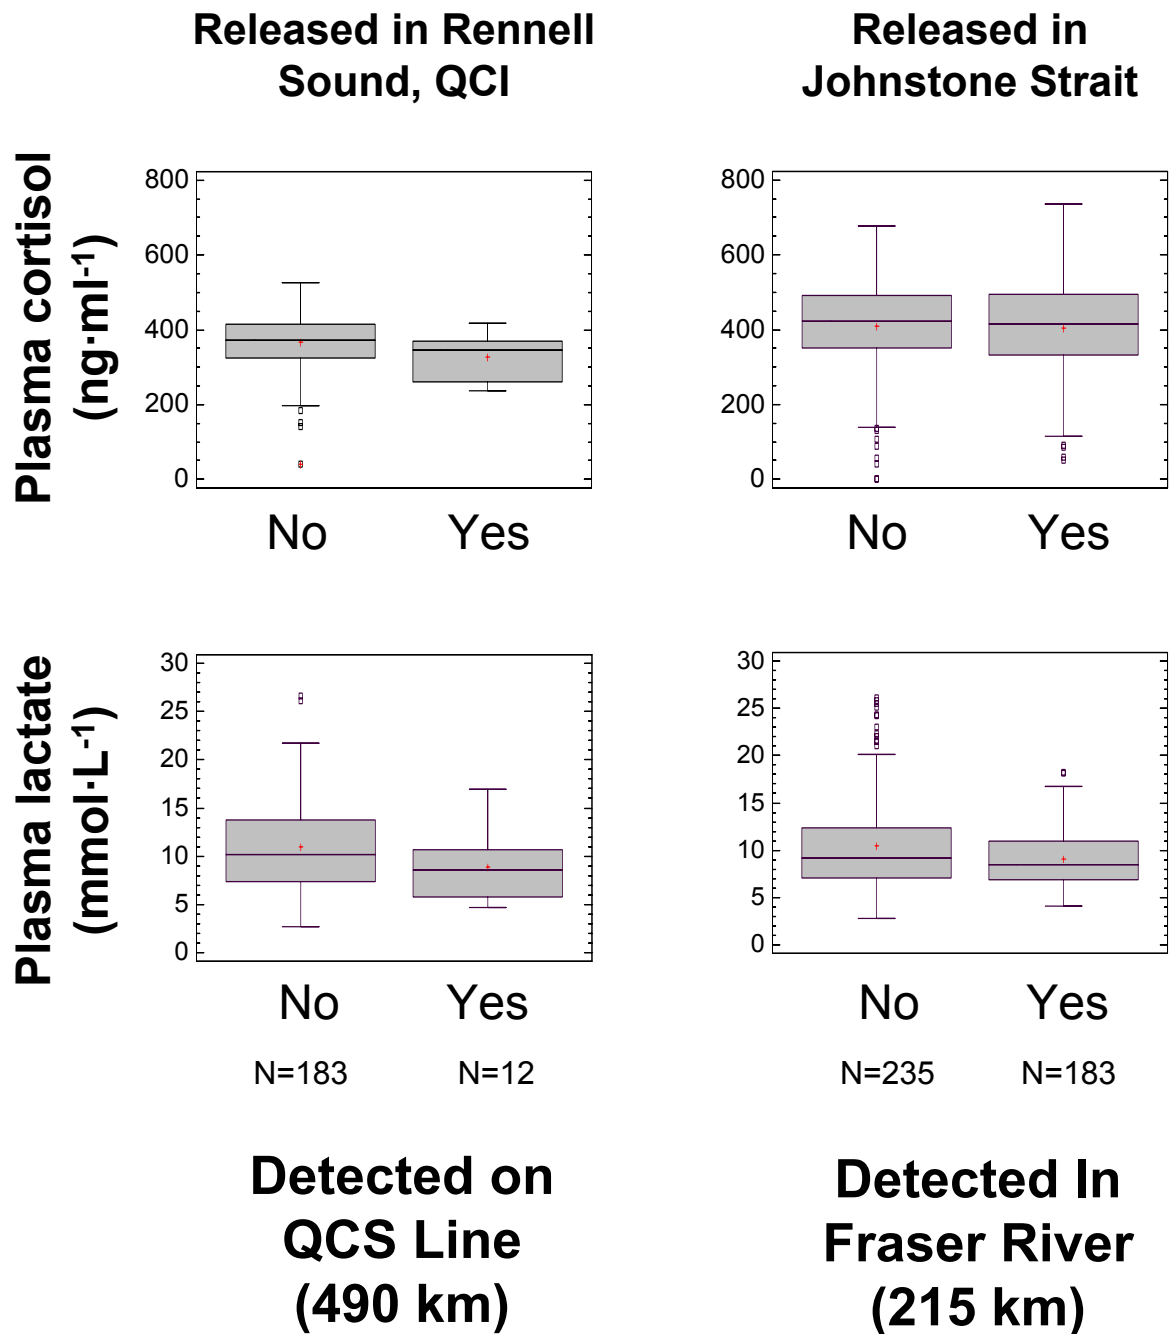 Released in Rennell
Sound, QCI
Released in
Johnstone Strait
Plasma cortisol
(ng·ml-1)
800
600
400
200
0
No
Yes
800
600
400
200
0
No
Yes
Plasma lactate
(mmol·L-1)
30
25
20
15
10
5
0
No
Yes
N=183
N=12
30
25
20
15
10
5
0
No
Yes
N=235
N=183
Detected on
QCS Line
(490 km)
Detected In
Fraser River
(215 km)